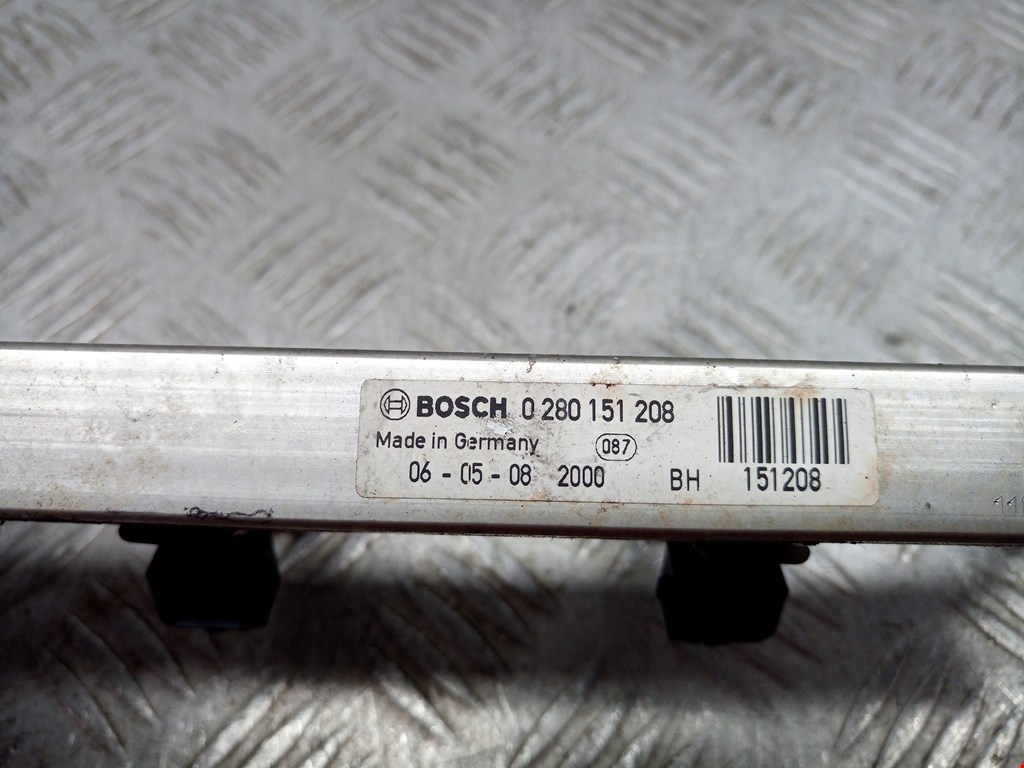 BOSCH 0 280 151 208
Made in Germany 087
06 - 05 - 08 2000 BH 151208